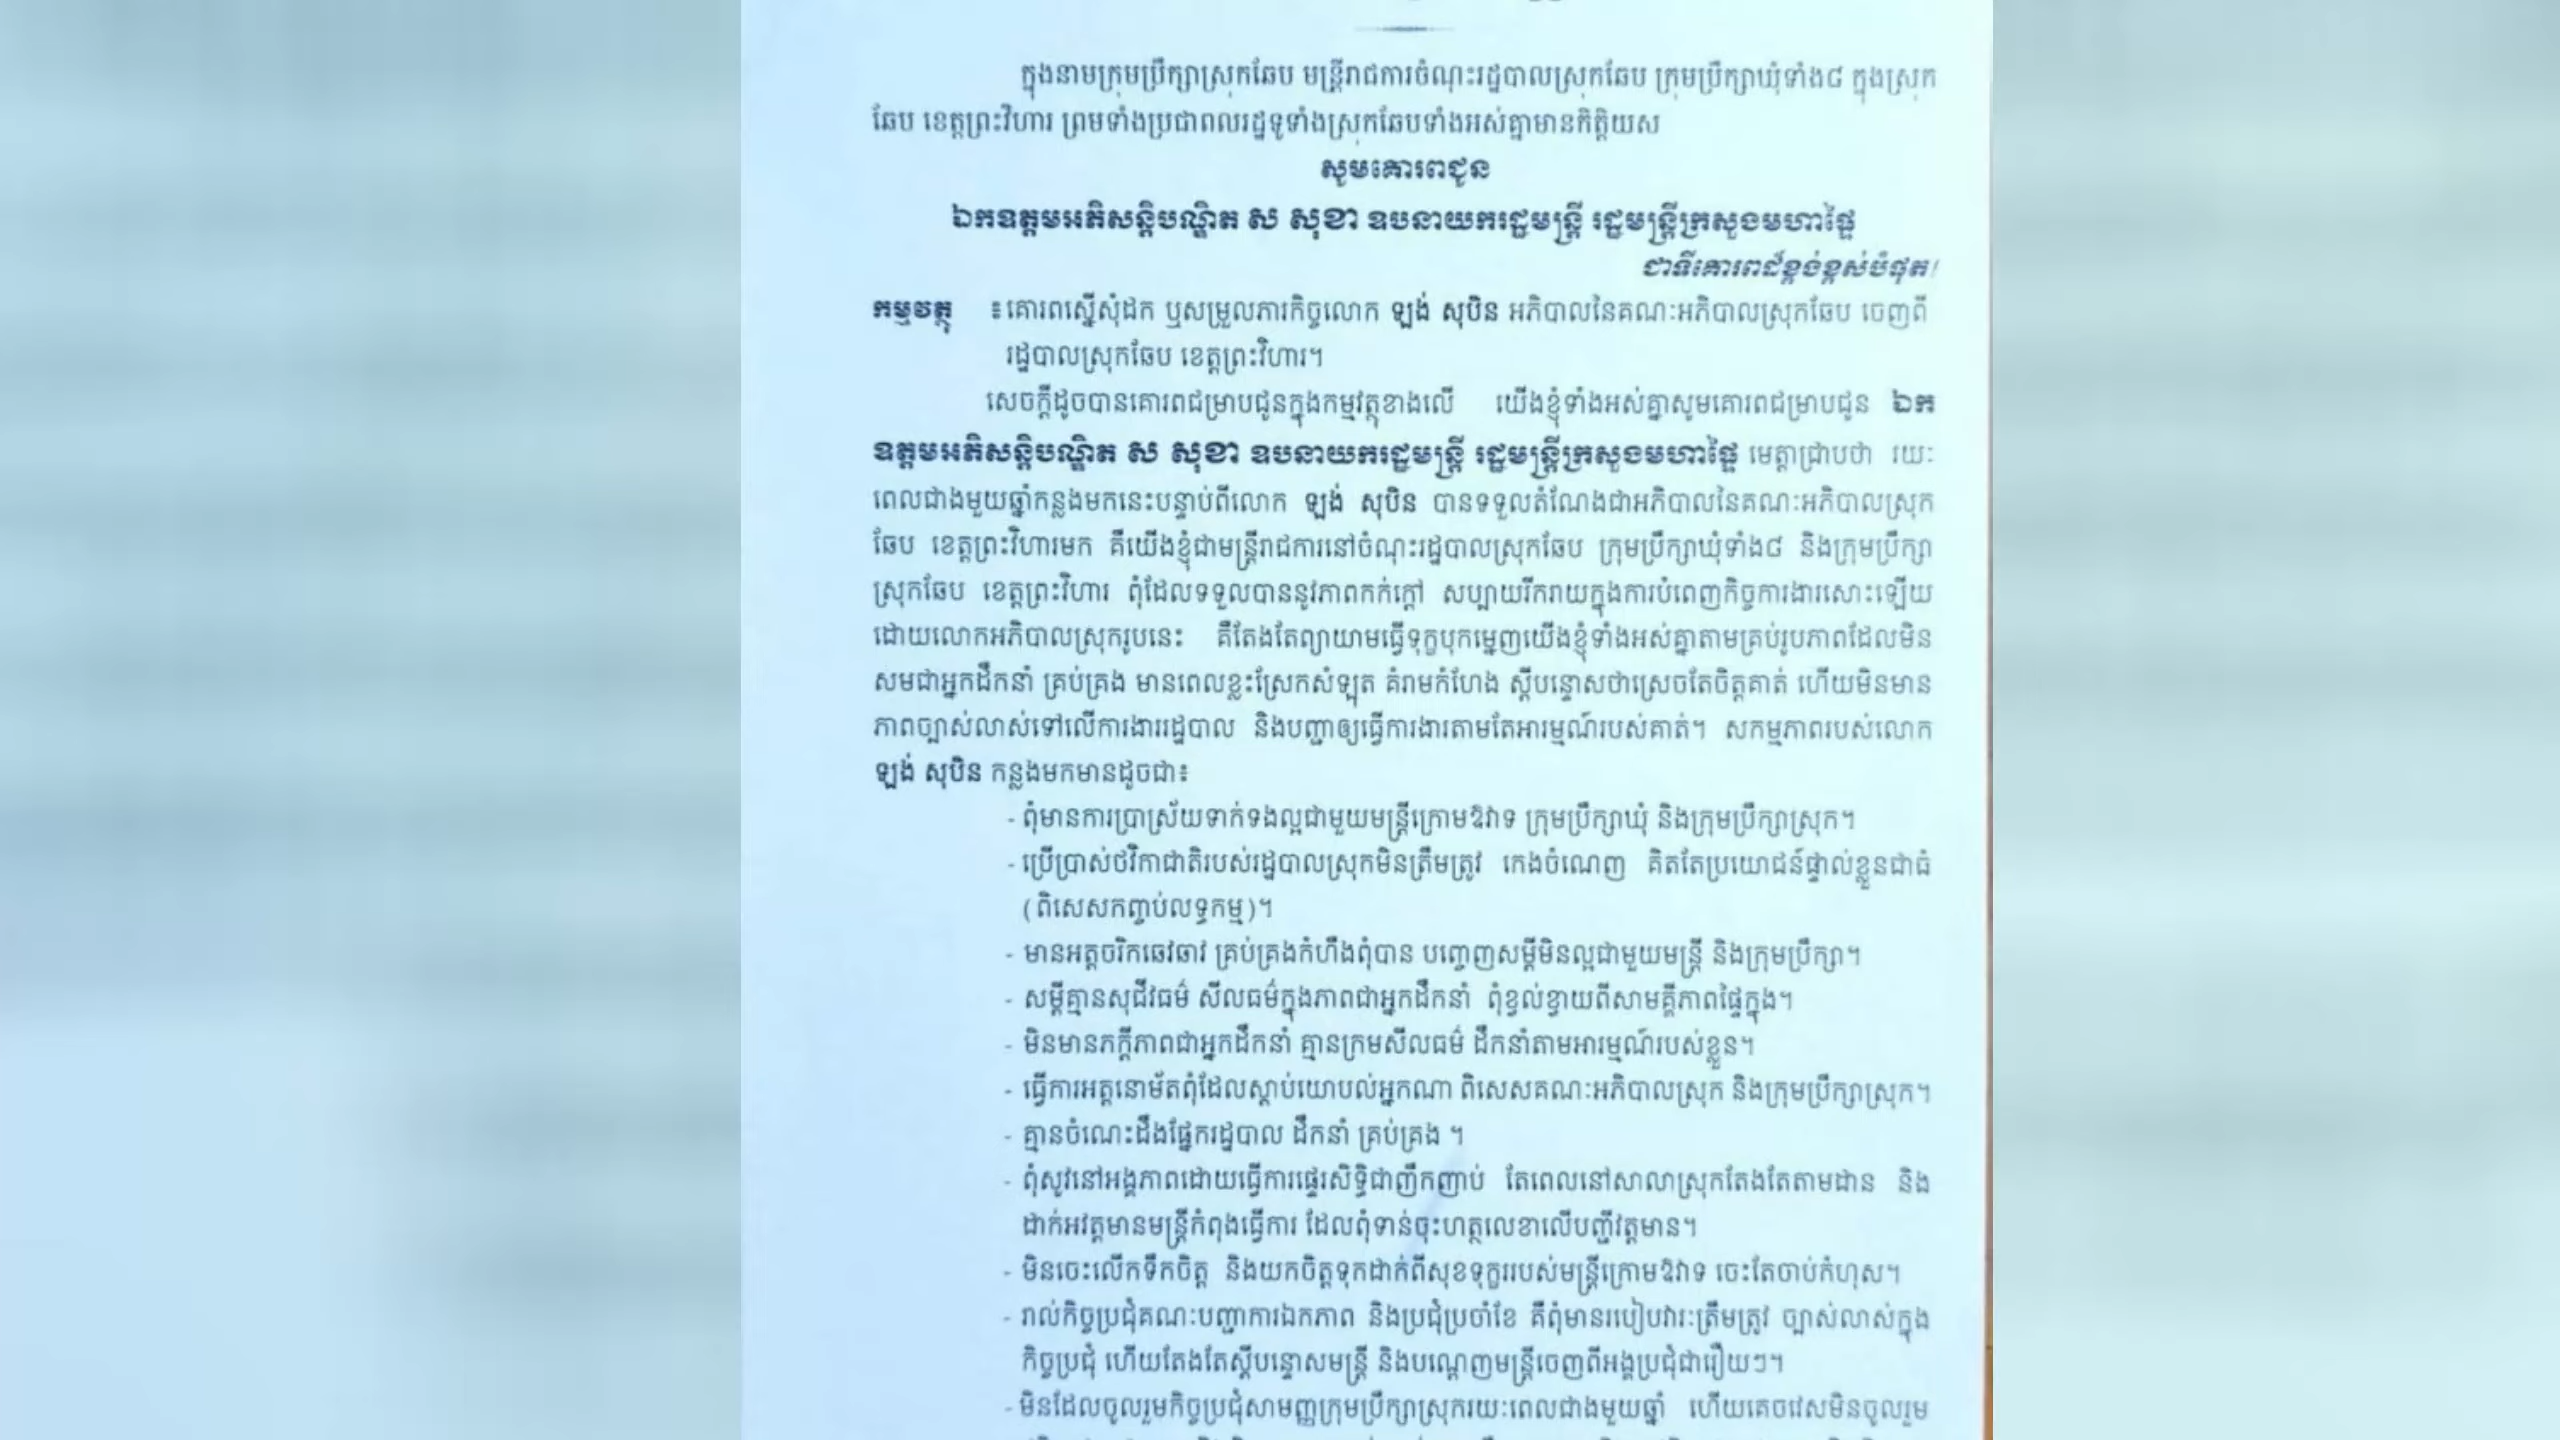 ក្នុងនាមក្រុមប្រឹក្សាស្រុកឆែប មន្ត្រីរាជការចំណុះរដ្ឋបាលស្រុកឆែប ក្រុមប្រឹក្សាឃុំទាំង៨ ក្នុងស្រុក
ឆែប ខេត្តព្រះវិហារ ព្រមទាំងប្រជាពលរដ្ឋទូទាំងស្រុកឆែបទាំងអស់គ្នាមានកិត្តិយស
សូមគោរពជូន
ឯកឧត្តមអភិសន្តិបណ្ឌិត ស សុខា ឧបនាយករដ្ឋមន្ត្រី រដ្ឋមន្ត្រីក្រសួងមហាផ្ទៃ
ជាទីគោរពដ៏ខ្ពង់ខ្ពស់បំផុត!
កម្មវត្ថុ ៖គោរពស្នើសុំដក ឬសម្រួលភារកិច្ចលោក ឡង់ សុបិន អភិបាលនៃគណៈអភិបាលស្រុកឆែប ចេញពី
រដ្ឋបាលស្រុកឆែប ខេត្តព្រះវិហារ។
សេចក្តីដូចបានគោរពជម្រាបជូនក្នុងកម្មវត្ថុខាងលើ យើងខ្ញុំទាំងអស់គ្នាសូមគោរពជម្រាបជូន ឯក
ឧត្តមអភិសន្តិបណ្ឌិត ស សុខា ឧបនាយករដ្ឋមន្ត្រី រដ្ឋមន្ត្រីក្រសួងមហាផ្ទៃ មេត្តាជ្រាបថា រយៈ
ពេលជាងមួយឆ្នាំកន្លងមកនេះបន្ទាប់ពីលោក ឡង់ សុបិន បានទទួលតំណែងជាអភិបាលនៃគណៈអភិបាលស្រុក
ឆែប ខេត្តព្រះវិហារមក គឺយើងខ្ញុំជាមន្ត្រីរាជការនៅចំណុះរដ្ឋបាលស្រុកឆែប ក្រុមប្រឹក្សាឃុំទាំង៨ និងក្រុមប្រឹក្សា
ស្រុកឆែប ខេត្តព្រះវិហារ ពុំដែលទទួលបាននូវភាពកក់ក្តៅ សប្បាយរីករាយក្នុងការបំពេញកិច្ចការងារសោះឡើយ
ដោយលោកអភិបាលស្រុករូបនេះ គឺតែងតែព្យាយាមធ្វើទុក្ខបុកម្នេញយើងខ្ញុំទាំងអស់គ្នាតាមគ្រប់រូបភាពដែលមិន
សមជាអ្នកដឹកនាំ គ្រប់គ្រង មានពេលខ្លះស្រែកសំឡុត គំរាមកំហែង ស្តីបន្ទោសថាស្រេចតែចិត្តគាត់ ហើយមិនមាន
ភាពច្បាស់លាស់ទៅលើការងាររដ្ឋបាល និងបញ្ជាឲ្យធ្វើការងារតាមតែអារម្មណ៍របស់គាត់។ សកម្មភាពរបស់លោក
ឡង់ សុបិន កន្លងមកមានដូចជា៖
- ពុំមានការប្រាស្រ័យទាក់ទងល្អជាមួយមន្ត្រីក្រោមឱវាទ ក្រុមប្រឹក្សាឃុំ និងក្រុមប្រឹក្សាស្រុក។
- ប្រើប្រាស់ថវិកាជាតិរបស់រដ្ឋបាលស្រុកមិនត្រឹមត្រូវ កេងចំណេញ គិតតែប្រយោជន៍ផ្ទាល់ខ្លួនជាធំ
(ពិសេសកញ្ចប់លទ្ធកម្ម)។
- មានអត្តចរិកឆេវឆាវ គ្រប់គ្រងកំហឹងពុំបាន បញ្ចេញសម្តីមិនល្អជាមួយមន្ត្រី និងក្រុមប្រឹក្សា។
- សម្តីគ្មានសុជីវធម៌ សីលធម៌ក្នុងភាពជាអ្នកដឹកនាំ ពុំខ្វល់ខ្វាយពីសាមគ្គីភាពផ្ទៃក្នុង។
- មិនមានភក្តីភាពជាអ្នកដឹកនាំ គ្មានក្រមសីលធម៌ ដឹកនាំតាមអារម្មណ៍របស់ខ្លួន។
- ធ្វើការអត្តនោម័តពុំដែលស្តាប់យោបល់អ្នកណា ពិសេសគណៈអភិបាលស្រុក និងក្រុមប្រឹក្សាស្រុក។
- គ្មានចំណេះដឹងផ្នែករដ្ឋបាល ដឹកនាំ គ្រប់គ្រង ។
- ពុំសូវនៅអង្គភាពដោយធ្វើការផ្ទេរសិទ្ធិជាញឹកញាប់ តែពេលនៅសាលាស្រុកតែងតែតាមដាន និង
ដាក់អវត្តមានមន្ត្រីកំពុងធ្វើការ ដែលពុំទាន់ចុះហត្ថលេខាលើបញ្ជីវត្តមាន។
- មិនចេះលើកទឹកចិត្ត និងយកចិត្តទុកដាក់ពីសុខទុក្ខរបស់មន្ត្រីក្រោមឱវាទ ចេះតែចាប់កំហុស។
- រាល់កិច្ចប្រជុំគណៈបញ្ជាការឯកភាព និងប្រជុំប្រចាំខែ គឺពុំមានរបៀបវារៈត្រឹមត្រូវ ច្បាស់លាស់ក្នុង
កិច្ចប្រជុំ ហើយតែងតែស្តីបន្ទោសមន្ត្រី និងបណ្តេញមន្ត្រីចេញពីអង្គប្រជុំជារឿយៗ។
- មិនដែលចូលរួមកិច្ចប្រជុំសាមញ្ញក្រុមប្រឹក្សាស្រុករយៈពេលជាងមួយឆ្នាំ ហើយគេចវេសមិនចូលរួម